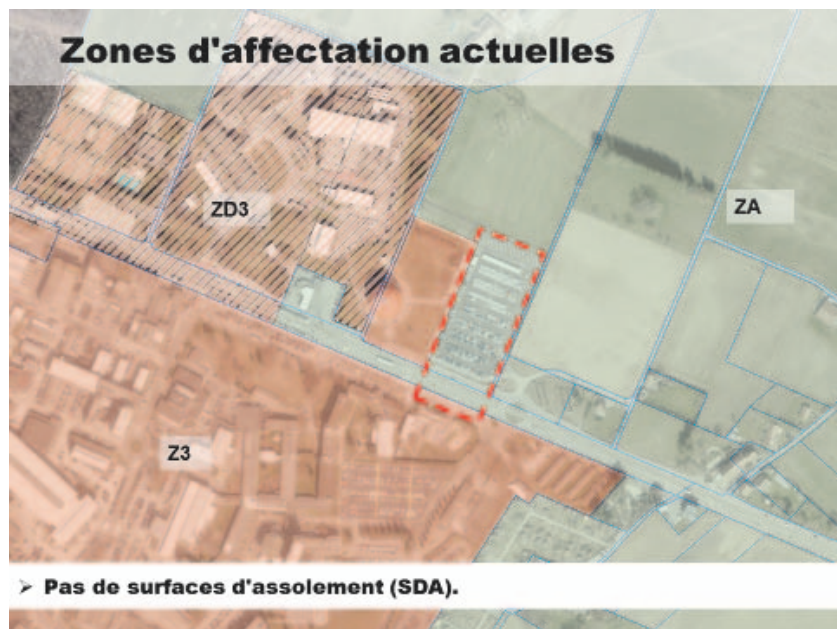 Zones d'affectation actuelles
ZD3
ZA
Z3
➢ Pas de surfaces d'assolement (SDA).